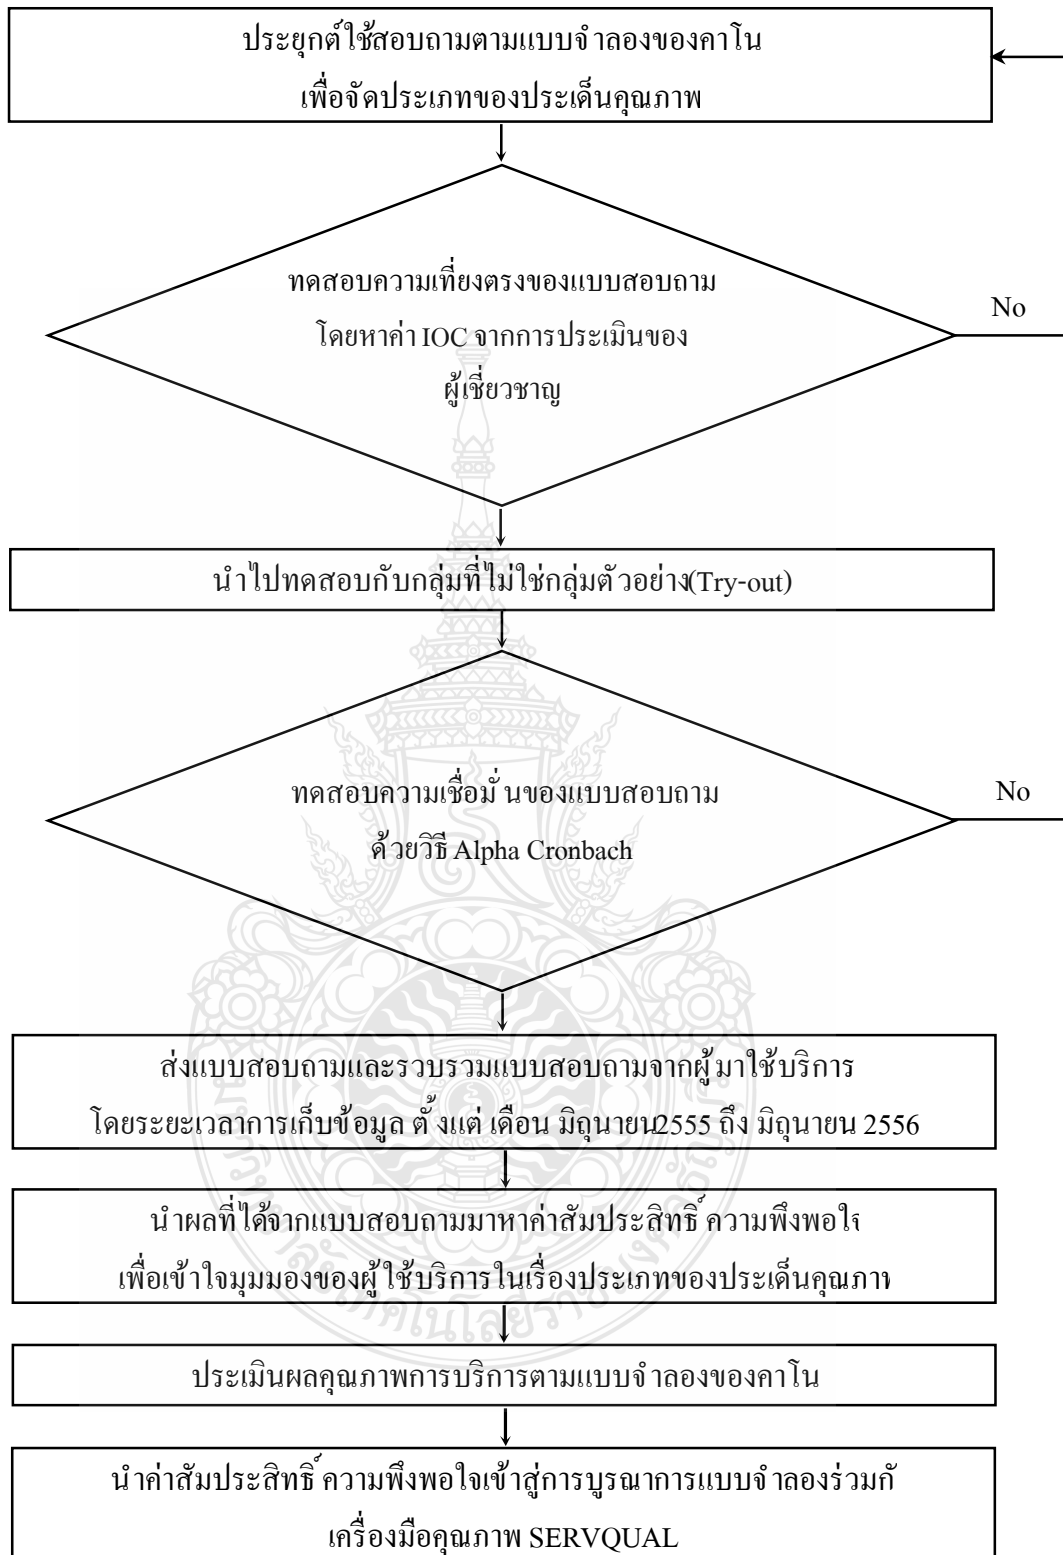 ประยุกต์ใช้สอบถามตามแบบจำลองของคาโน
เพื่อจัดประเภทของประเด็นคุณภาพ
ทดสอบความเที่ยงตรงของแบบสอบถาม
โดยหาค่า IOC จากการประเมินของ
ผู้เชี่ยวชาญ
No
นำไปทดสอบกับกลุ่มที่ไม่ใช่กลุ่มตัวอย่าง(Try-out)
ทดสอบความเชื่อมั่นของแบบสอบถาม
ด้วยวิธี Alpha Cronbach
No
ส่งแบบสอบถามและรวบรวมแบบสอบถามจากผู้มาใช้บริการ
โดยระยะเวลาการเก็บข้อมูล ตั้งแต่ เดือน มิถุนายน2555 ถึง มิถุนายน 2556
นำผลที่ได้จากแบบสอบถามมาหาค่าสัมประสิทธิ์ ความพึงพอใจ
เพื่อเข้าใจมุมมองของผู้ใช้บริการในเรื่องประเภทของประเด็นคุณภาพ
ประเมินผลคุณภาพการบริการตามแบบจำลองของคาโน
นำค่าสัมประสิทธิ์ ความพึงพอใจเข้าสู่การบูรณาการแบบจำลองร่วมกั
เครื่องมือคุณภาพ SERVQUAL